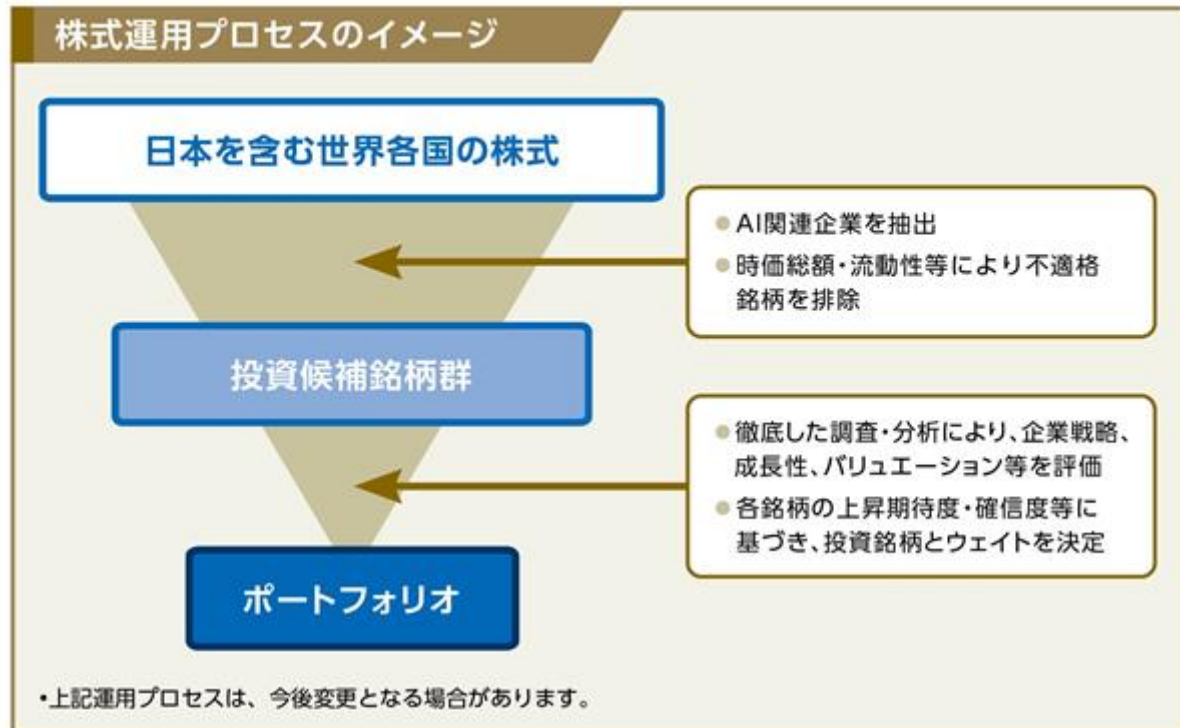 株式運用プロセスのイメージ
日本を含む世界各国の株式
●AI関連企業を抽出
●時価総額・流動性等により不適格
銘柄を排除
投資候補銘柄群
●徹底した調査・分析により、企業戦略、
成長性、バリュエーション等を評価
●各銘柄の上昇期待度・確信度等に
基づき、投資銘柄とウェイトを決定
ポートフォリオ
•上記運用プロセスは、今後変更となる場合があります。